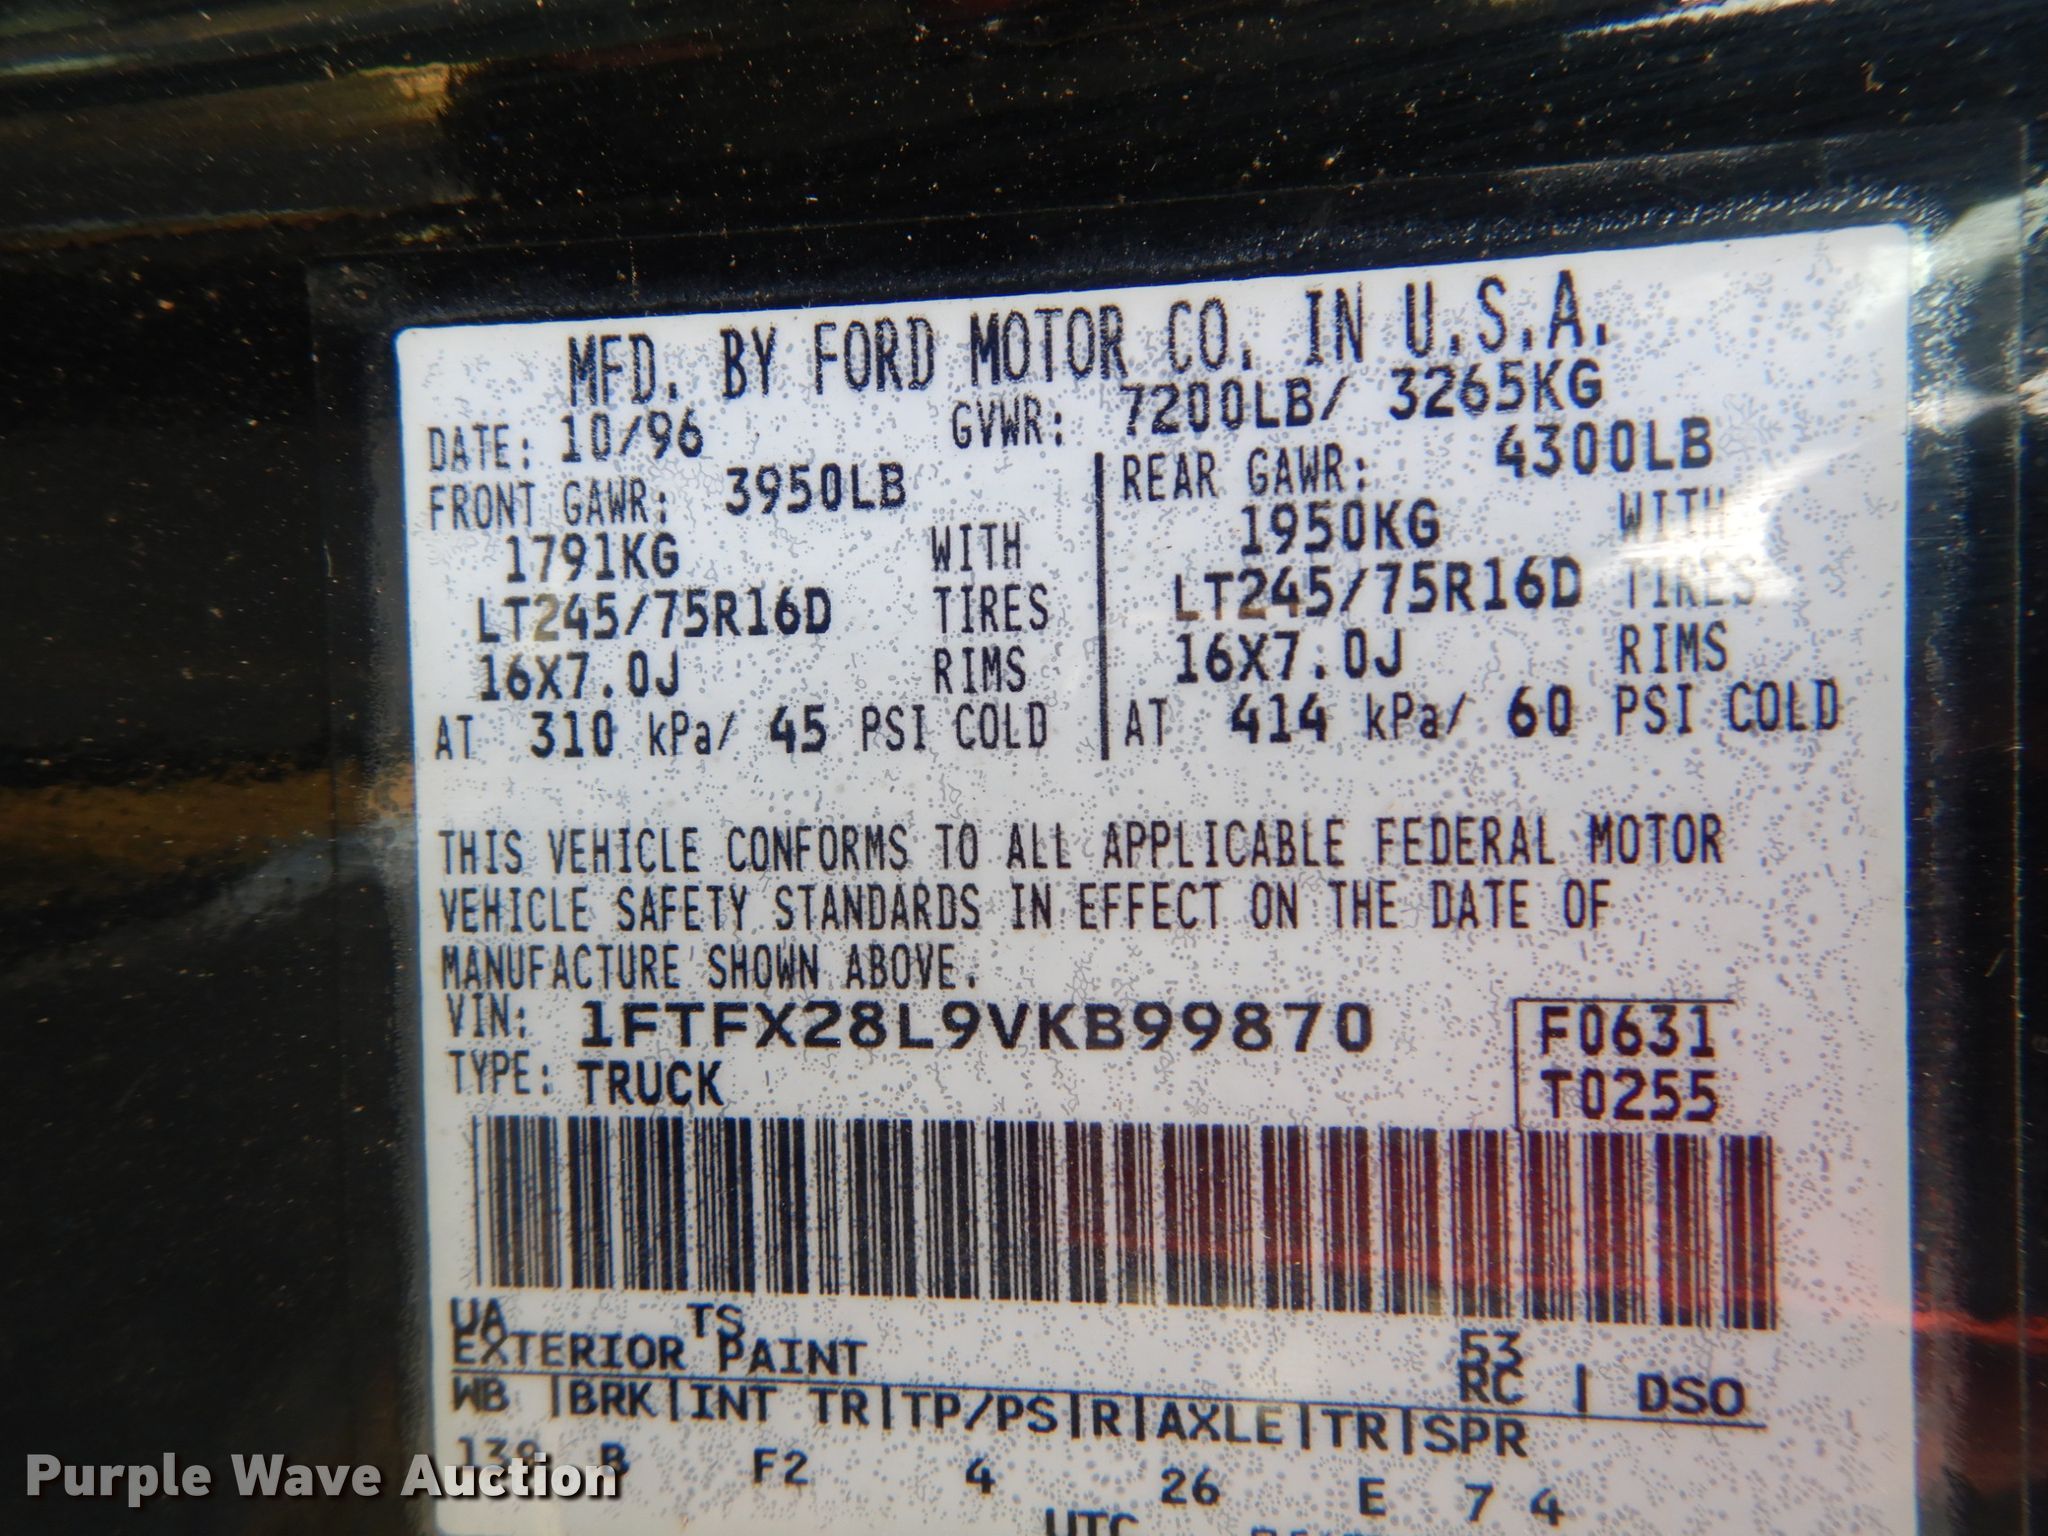 MFD. BY FORD MOTOR CO. IN U.S.A.
DATE: 10/96 GVWR: 7200LB/ 3265KG
FRONT GAWR: 3950LB REAR GAWR: 4300LB
1791KG WITH 1950KG WITH
LT245/75R16D TIRES LT245/75R16D TIRES
16X7.0J RIMS 16X7.0J RIMS
AT 310 kPa/ 45 PSI COLD AT 414 kPa/ 60 PSI COLD
THIS VEHICLE CONFORMS TO ALL APPLICABLE FEDERAL MOTOR
VEHICLE SAFETY STANDARDS IN EFFECT ON THE DATE OF
MANUFACTURE SHOWN ABOVE.
VIN: 1FTFX28L9VKB99870 F0631
TYPE: TRUCK T0255
UA TS 53
EXTERIOR PAINT RC | DSO
WB |BRK|INT TR|TP/PS|R|AXLE|TR|SPR
139 B F2 4 26 E 7 4
UTC
Purple Wave Auction